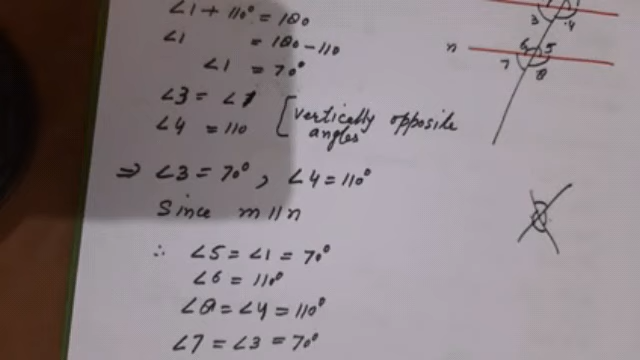 ∠1 + 110° = 180
∠1 = 180 - 110
∠1 = 70°
∠3 = ∠1
∠4 = 110
[vertically opposite
angles
⇒ ∠3 = 70°, ∠4 = 110°
Since m || n
∴ ∠5 = ∠1 = 70°
∠6 = 110°
∠8 = ∠4 = 110°
∠7 = ∠3 = 70°
3 4
n 6 5
7 8